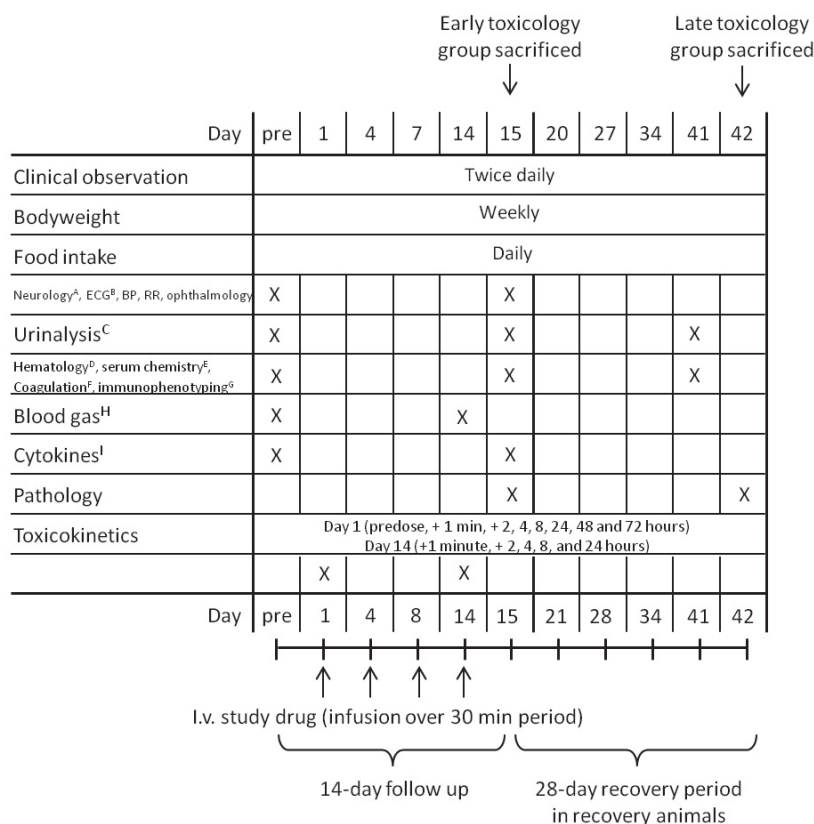 Early toxicology Late toxicology
group sacrificed group sacrificed
Day pre 1 4 7 14 15 20 27 34 41 42
Clinical observation Twice daily
Bodyweight Weekly
Food intake Daily
Neurologyᴬ, ECGᴮ, BP, RR, ophthalmology X X
Urinalysisᶜ X X X
Hematologyᴰ, serum chemistryᴱ,
Coagulationᶠ, immunophenotypingᴳ X X X
Blood gasᴴ X X
Cytokinesᴵ X X
Pathology X X
Toxicokinetics Day 1 (predose, + 1 min, + 2, 4, 8, 24, 48 and 72 hours)
Day 14 (+1 minute, + 2, 4, 8, and 24 hours)
X X
Day pre 1 4 8 14 15 21 28 34 41 42
I.v. study drug (infusion over 30 min period)
14-day follow up 28-day recovery period
in recovery animals